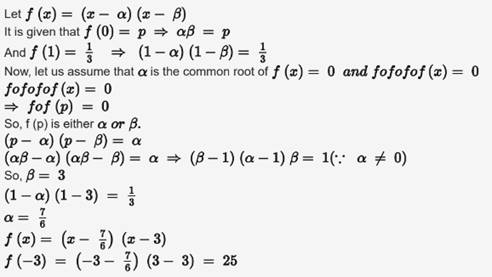 Let f (x) = (x − α) (x − β)
It is given that f (0) = p ⇒ αβ = p
And f (1) = 1/3 ⇒ (1 − α) (1 − β) = 1/3
Now, let us assume that α is the common root of f (x) = 0 and fofofof (x) = 0
fofofof (x) = 0
⇒ fof (p) = 0
So, f (p) is either α or β.
(p − α) (p − β) = α
(αβ − α) (αβ − β) = α ⇒ (β − 1) (α − 1) β = 1(∵ α ≠ 0)
So, β = 3
(1 − α) (1 − 3) = 1/3
α = 7/6
f (x) = (x − 7/6) (x − 3)
f (−3) = (−3 − 7/6) (3 − 3) = 25